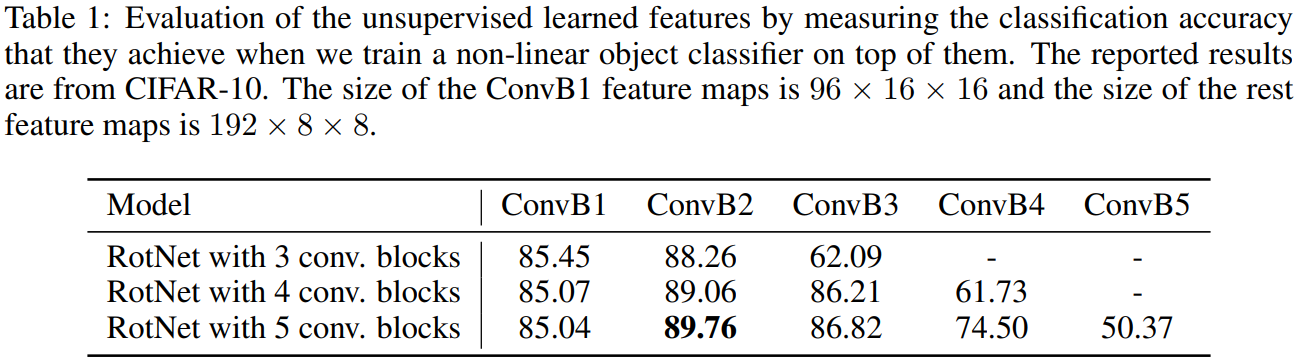 Table 1: Evaluation of the unsupervised learned features by measuring the classification accuracy
that they achieve when we train a non-linear object classifier on top of them. The reported results
are from CIFAR-10. The size of the ConvB1 feature maps is 96 × 16 × 16 and the size of the rest
feature maps is 192 × 8 × 8.
Model ConvB1 ConvB2 ConvB3 ConvB4 ConvB5
RotNet with 3 conv. blocks 85.45 88.26 62.09 - -
RotNet with 4 conv. blocks 85.07 89.06 86.21 61.73 -
RotNet with 5 conv. blocks 85.04 89.76 86.82 74.50 50.37